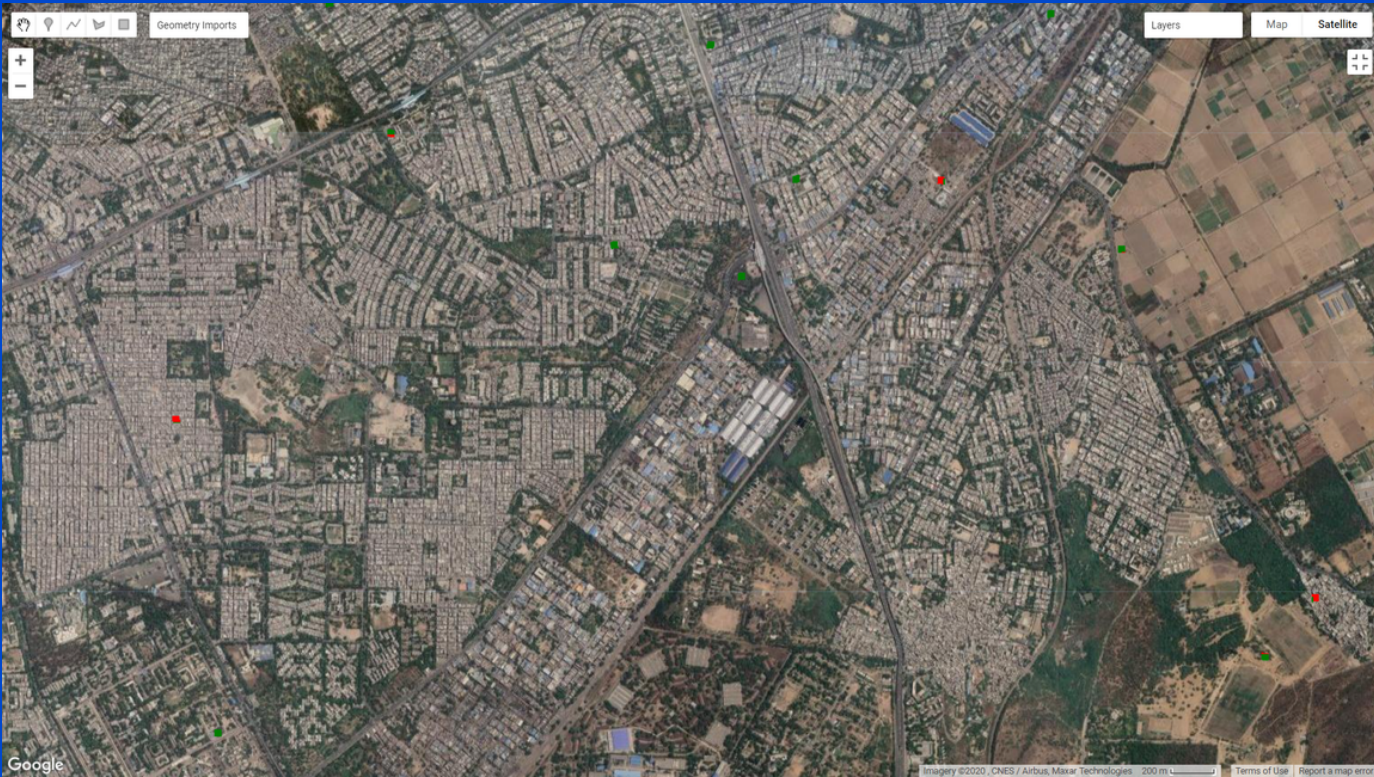 Geometry Imports
Layers
Map
Satellite
+
−
Google
Imagery ©2020 , CNES / Airbus, Maxar Technologies
200 m
Terms of Use
Report a map error